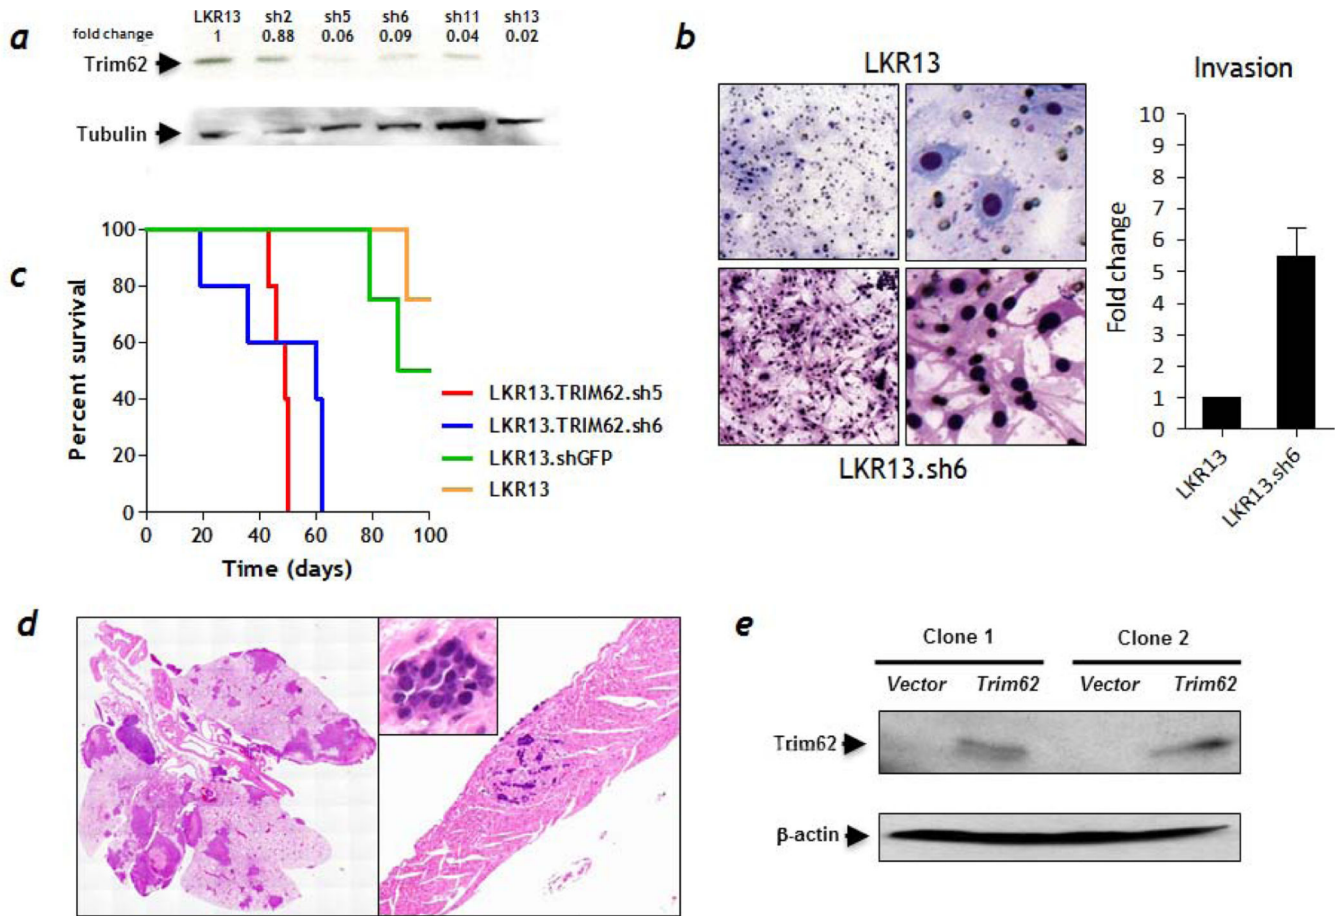 a
LKR13 sh2 sh5 sh6 sh11 sh13
fold change 1 0.88 0.06 0.09 0.04 0.02
Trim62
Tubulin
b
LKR13
LKR13.sh6
Invasion
Fold change
10
9
8
7
6
5
4
3
2
1
0
LKR13
LKR13.sh6
c
Percent survival
100
80
60
40
20
0
0 20 40 60 80 100
Time (days)
LKR13.TRIM62.sh5
LKR13.TRIM62.sh6
LKR13.shGFP
LKR13
d
e
Clone 1 Clone 2
Vector Trim62 Vector Trim62
Trim62
β-actin